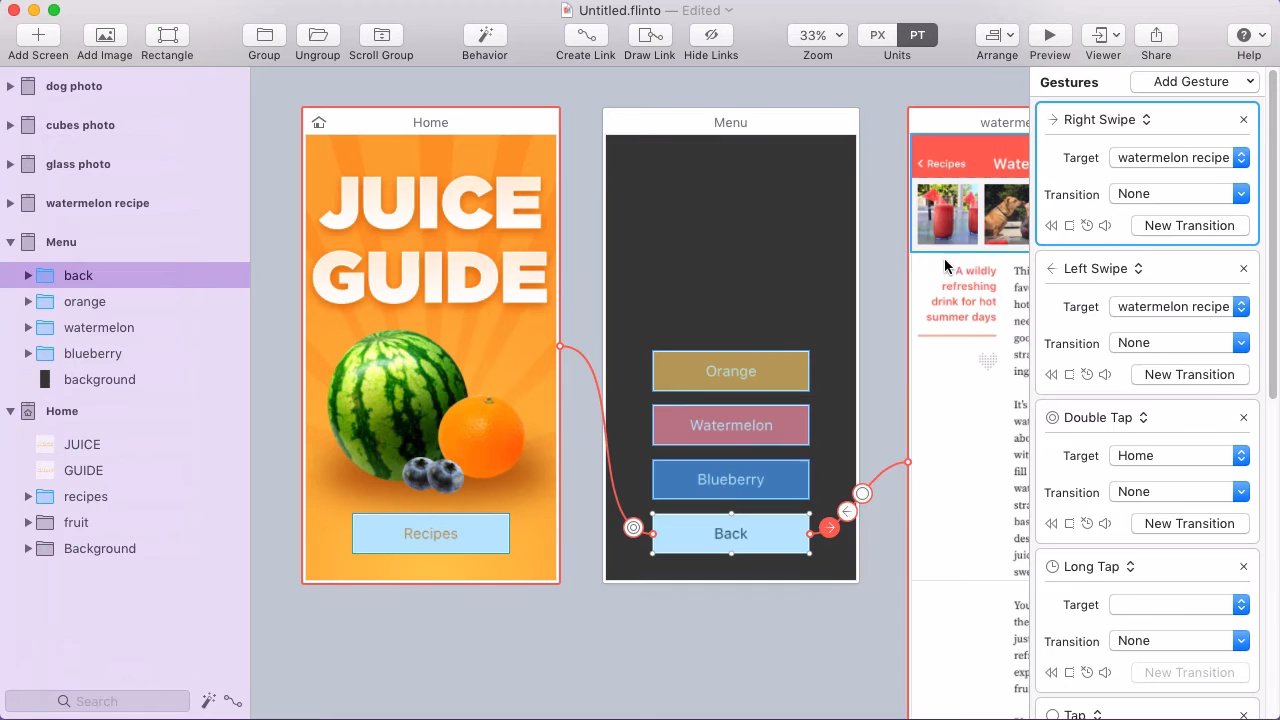 Untitled.flinto — Edited
Add Screen
Add Image
Rectangle
Group
Ungroup
Scroll Group
Behavior
Create Link
Draw Link
Hide Links
33%
Zoom
PX
PT
Units
Arrange
Preview
Viewer
Share
Help
dog photo
cubes photo
glass photo
watermelon recipe
Menu
back
orange
watermelon
blueberry
background
Home
JUICE
GUIDE
recipes
fruit
Background
Search
Home
JUICE
GUIDE
Recipes
Menu
Orange
Watermelon
Blueberry
Back
Recipes
A wildly
refreshing
drink for hot
summer days
Gestures
Add Gesture
Right Swipe
Target
watermelon recipe
Transition
None
New Transition
Left Swipe
Target
watermelon recipe
Transition
None
New Transition
Double Tap
Target
Home
Transition
None
New Transition
Long Tap
Target
Transition
None
New Transition
Tap